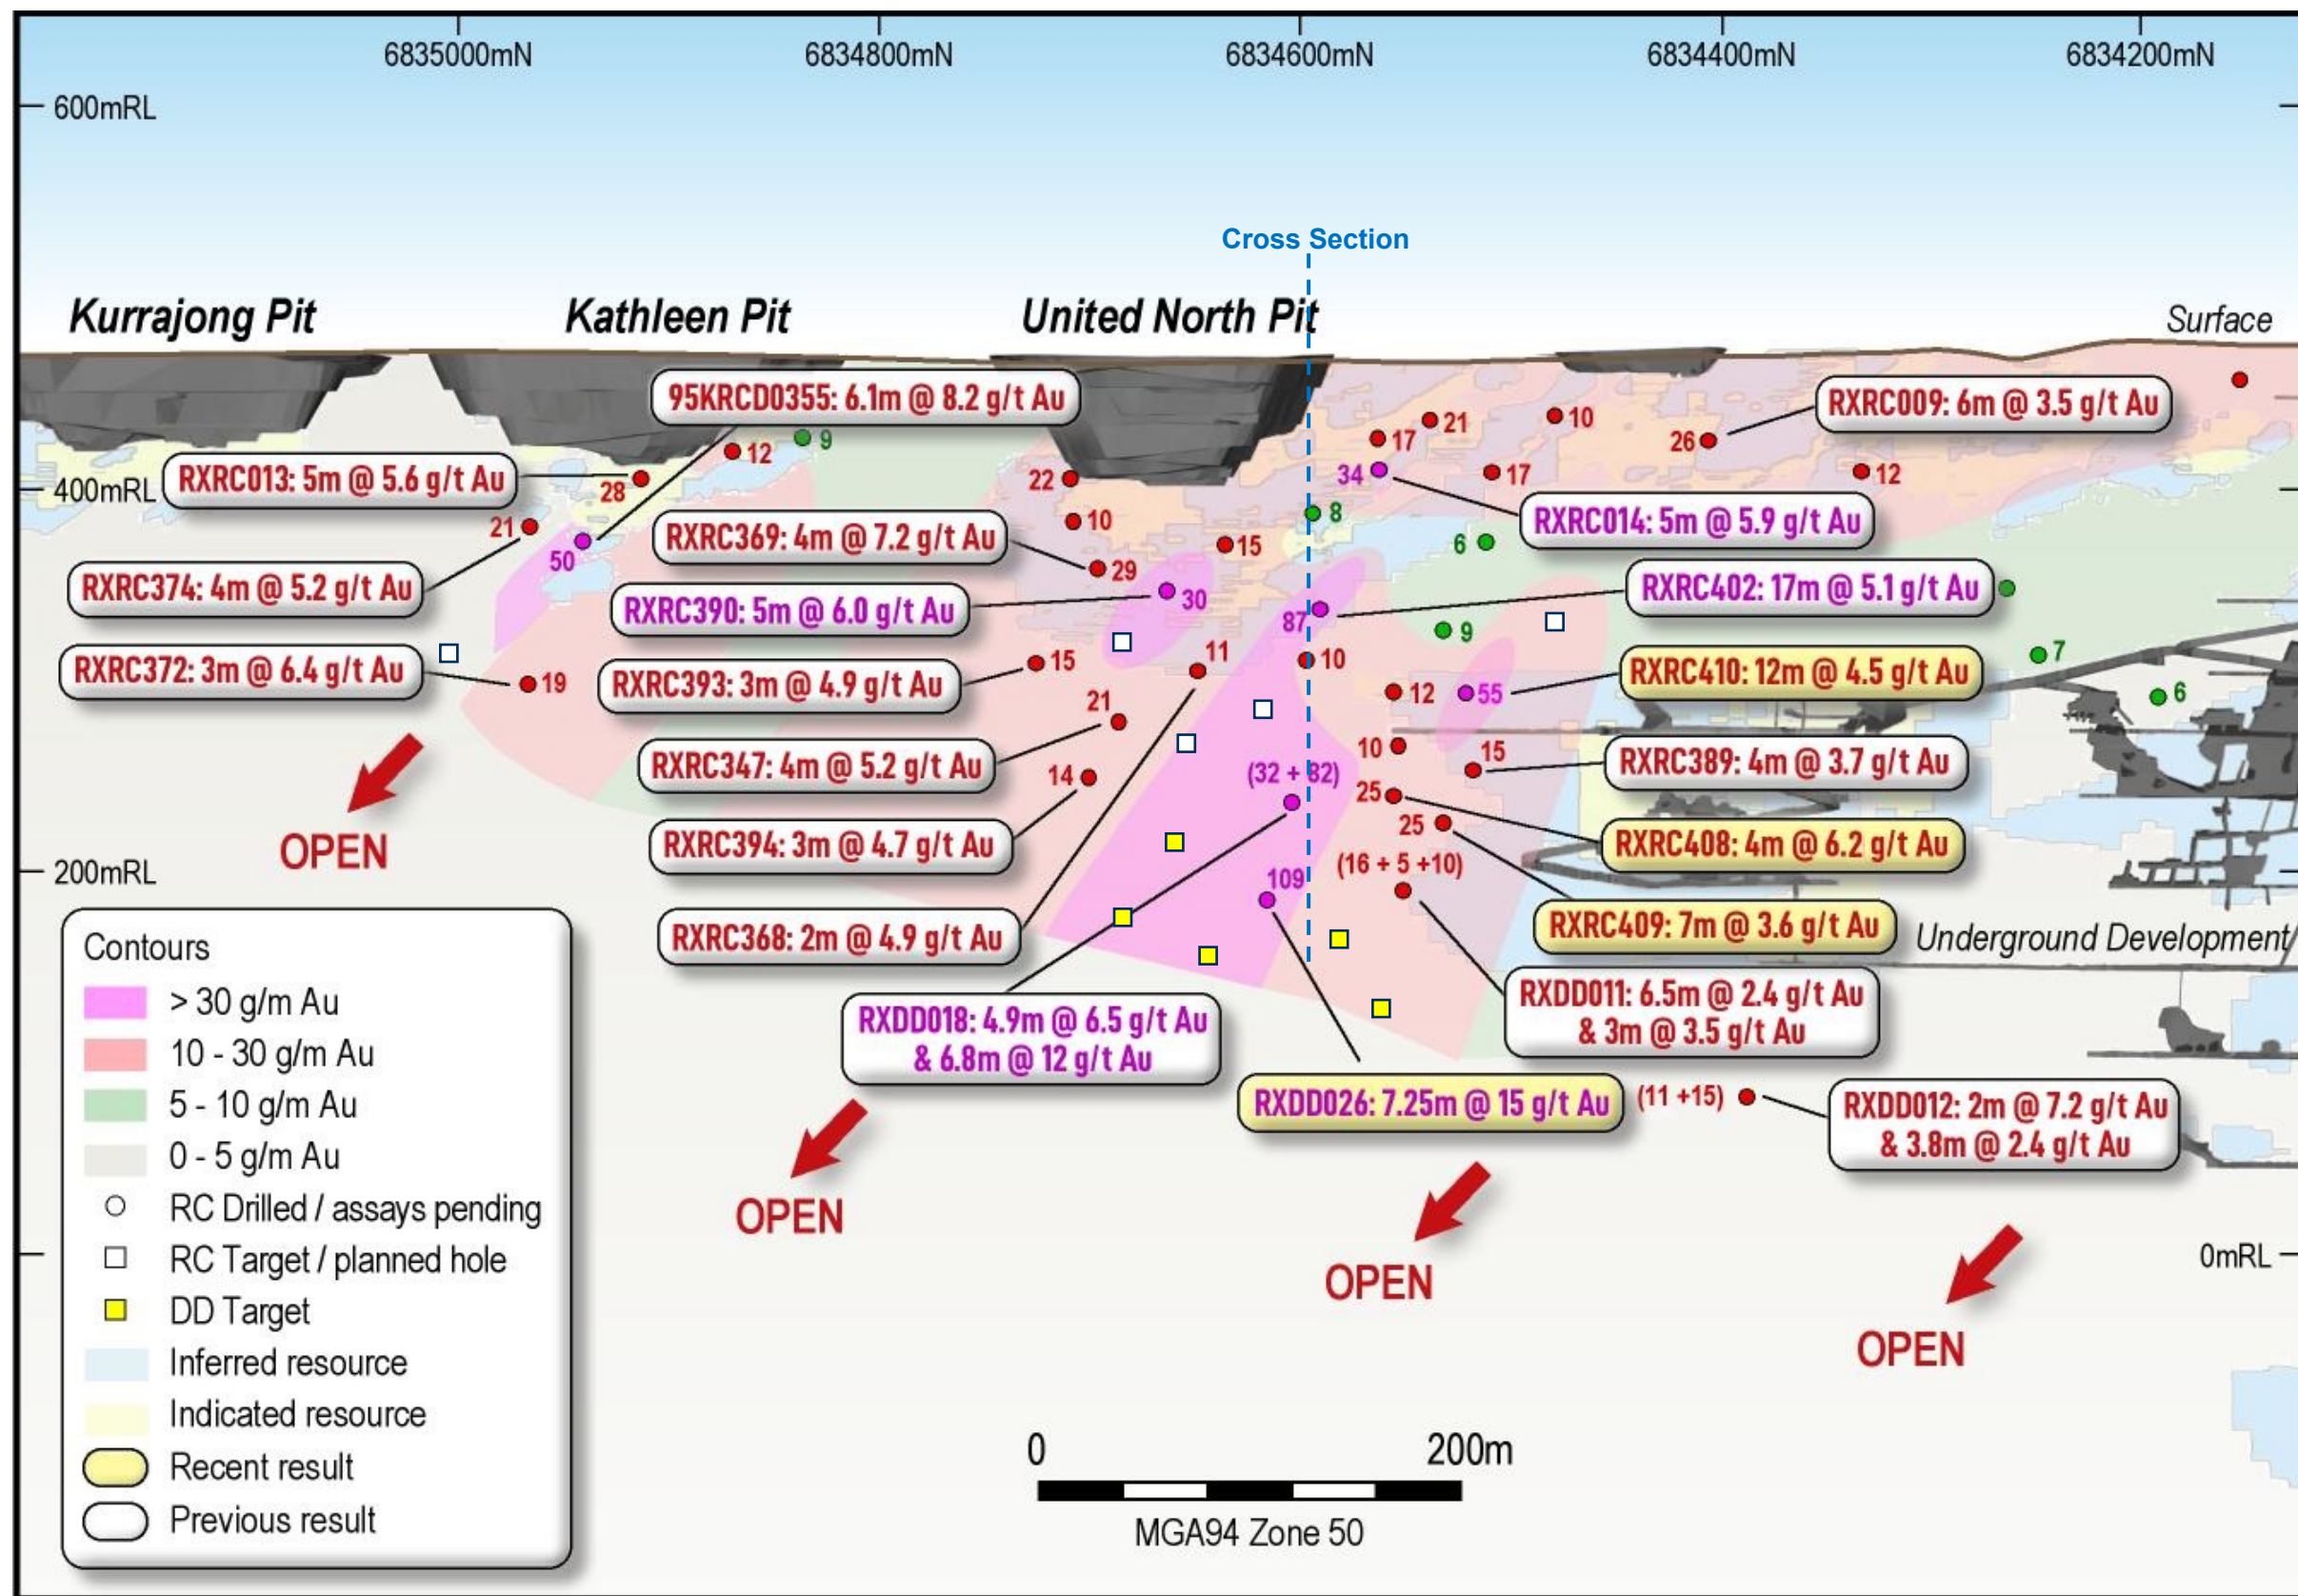 6835000mN
6834800mN
6834600mN
6834400mN
6834200mN
600mRL
Cross Section
Kurrajong Pit
Kathleen Pit
United North Pit
Surface
95KRCD0355: 6.1m @ 8.2 g/t Au
RXRC009: 6m @ 3.5 g/t Au
21
10
17
26
12
9
12
RXRC013: 5m @ 5.6 g/t Au
28
22
34
17
400mRL
RXRC014: 5m @ 5.9 g/t Au
21
10
8
RXRC369: 4m @ 7.2 g/t Au
15
6
50
29
RXRC374: 4m @ 5.2 g/t Au
RXRC390: 5m @ 6.0 g/t Au
30
87
RXRC402: 17m @ 5.1 g/t Au
9
7
RXRC372: 3m @ 6.4 g/t Au
19
RXRC393: 3m @ 4.9 g/t Au
15
11
10
12
55
RXRC410: 12m @ 4.5 g/t Au
6
21
RXRC347: 4m @ 5.2 g/t Au
10
15
RXRC389: 4m @ 3.7 g/t Au
14
(32 + 82)
25
25
RXRC394: 3m @ 4.7 g/t Au
RXRC408: 4m @ 6.2 g/t Au
OPEN
200mRL
109
(16 + 5 +10)
RXRC368: 2m @ 4.9 g/t Au
RXRC409: 7m @ 3.6 g/t Au
Underground Development
RXDD018: 4.9m @ 6.5 g/t Au
& 6.8m @ 12 g/t Au
RXDD011: 6.5m @ 2.4 g/t Au
& 3m @ 3.5 g/t Au
RXDD026: 7.25m @ 15 g/t Au
(11 +15)
RXDD012: 2m @ 7.2 g/t Au
& 3.8m @ 2.4 g/t Au
OPEN
OPEN
OPEN
0mRL
Contours
> 30 g/m Au
10 - 30 g/m Au
5 - 10 g/m Au
0 - 5 g/m Au
RC Drilled / assays pending
RC Target / planned hole
DD Target
Inferred resource
Indicated resource
Recent result
Previous result
0
200m
MGA94 Zone 50